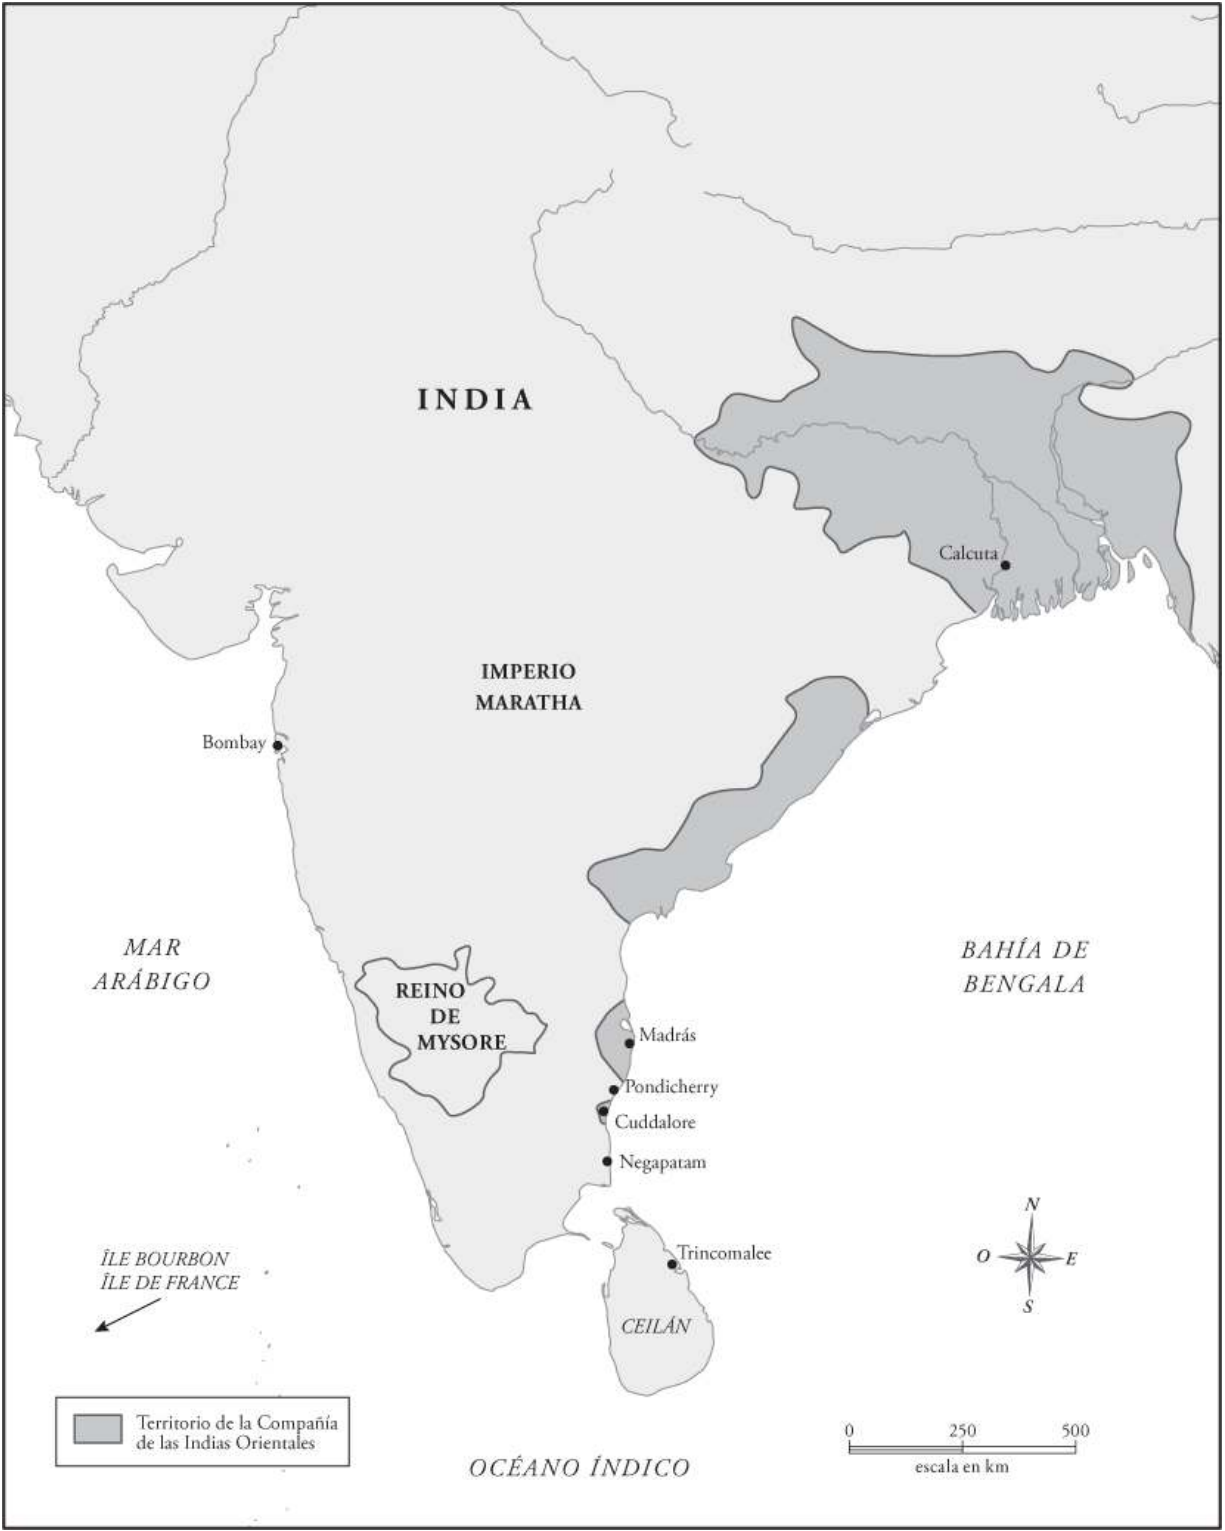 INDIA
Calcuta
IMPERIO
MARATHA
Bombay
MAR
ARÁBIGO
BAHÍA DE
BENGALA
REINO
DE
MYSORE
Madrás
Pondicherry
Cuddalore
Negapatam
Trincomalee
CEILÁN
ÎLE BOURBON
ÎLE DE FRANCE
N
O
E
S
Territorio de la Compañía
de las Indias Orientales
0 250 500
escala en km
OCÉANO ÍNDICO